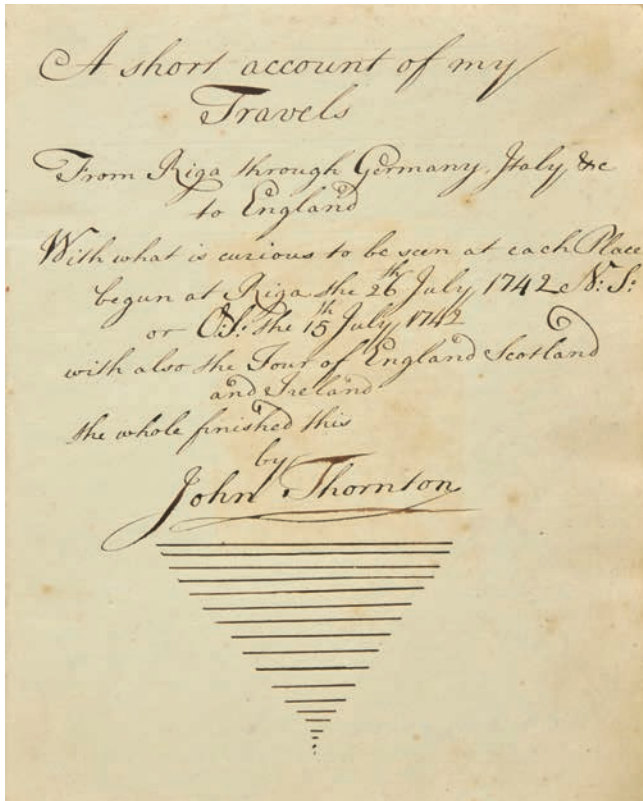 A short account of my
Travels
From Riga through Germany, Italy, &c
to England
With what is curious to be seen at each Place
begun at Riga the 26th July 1742 N: S:
or O: S: the 15th July 1742
with also the Tour of England Scotland
and Ireland
the whole finished this
by
John Thornton